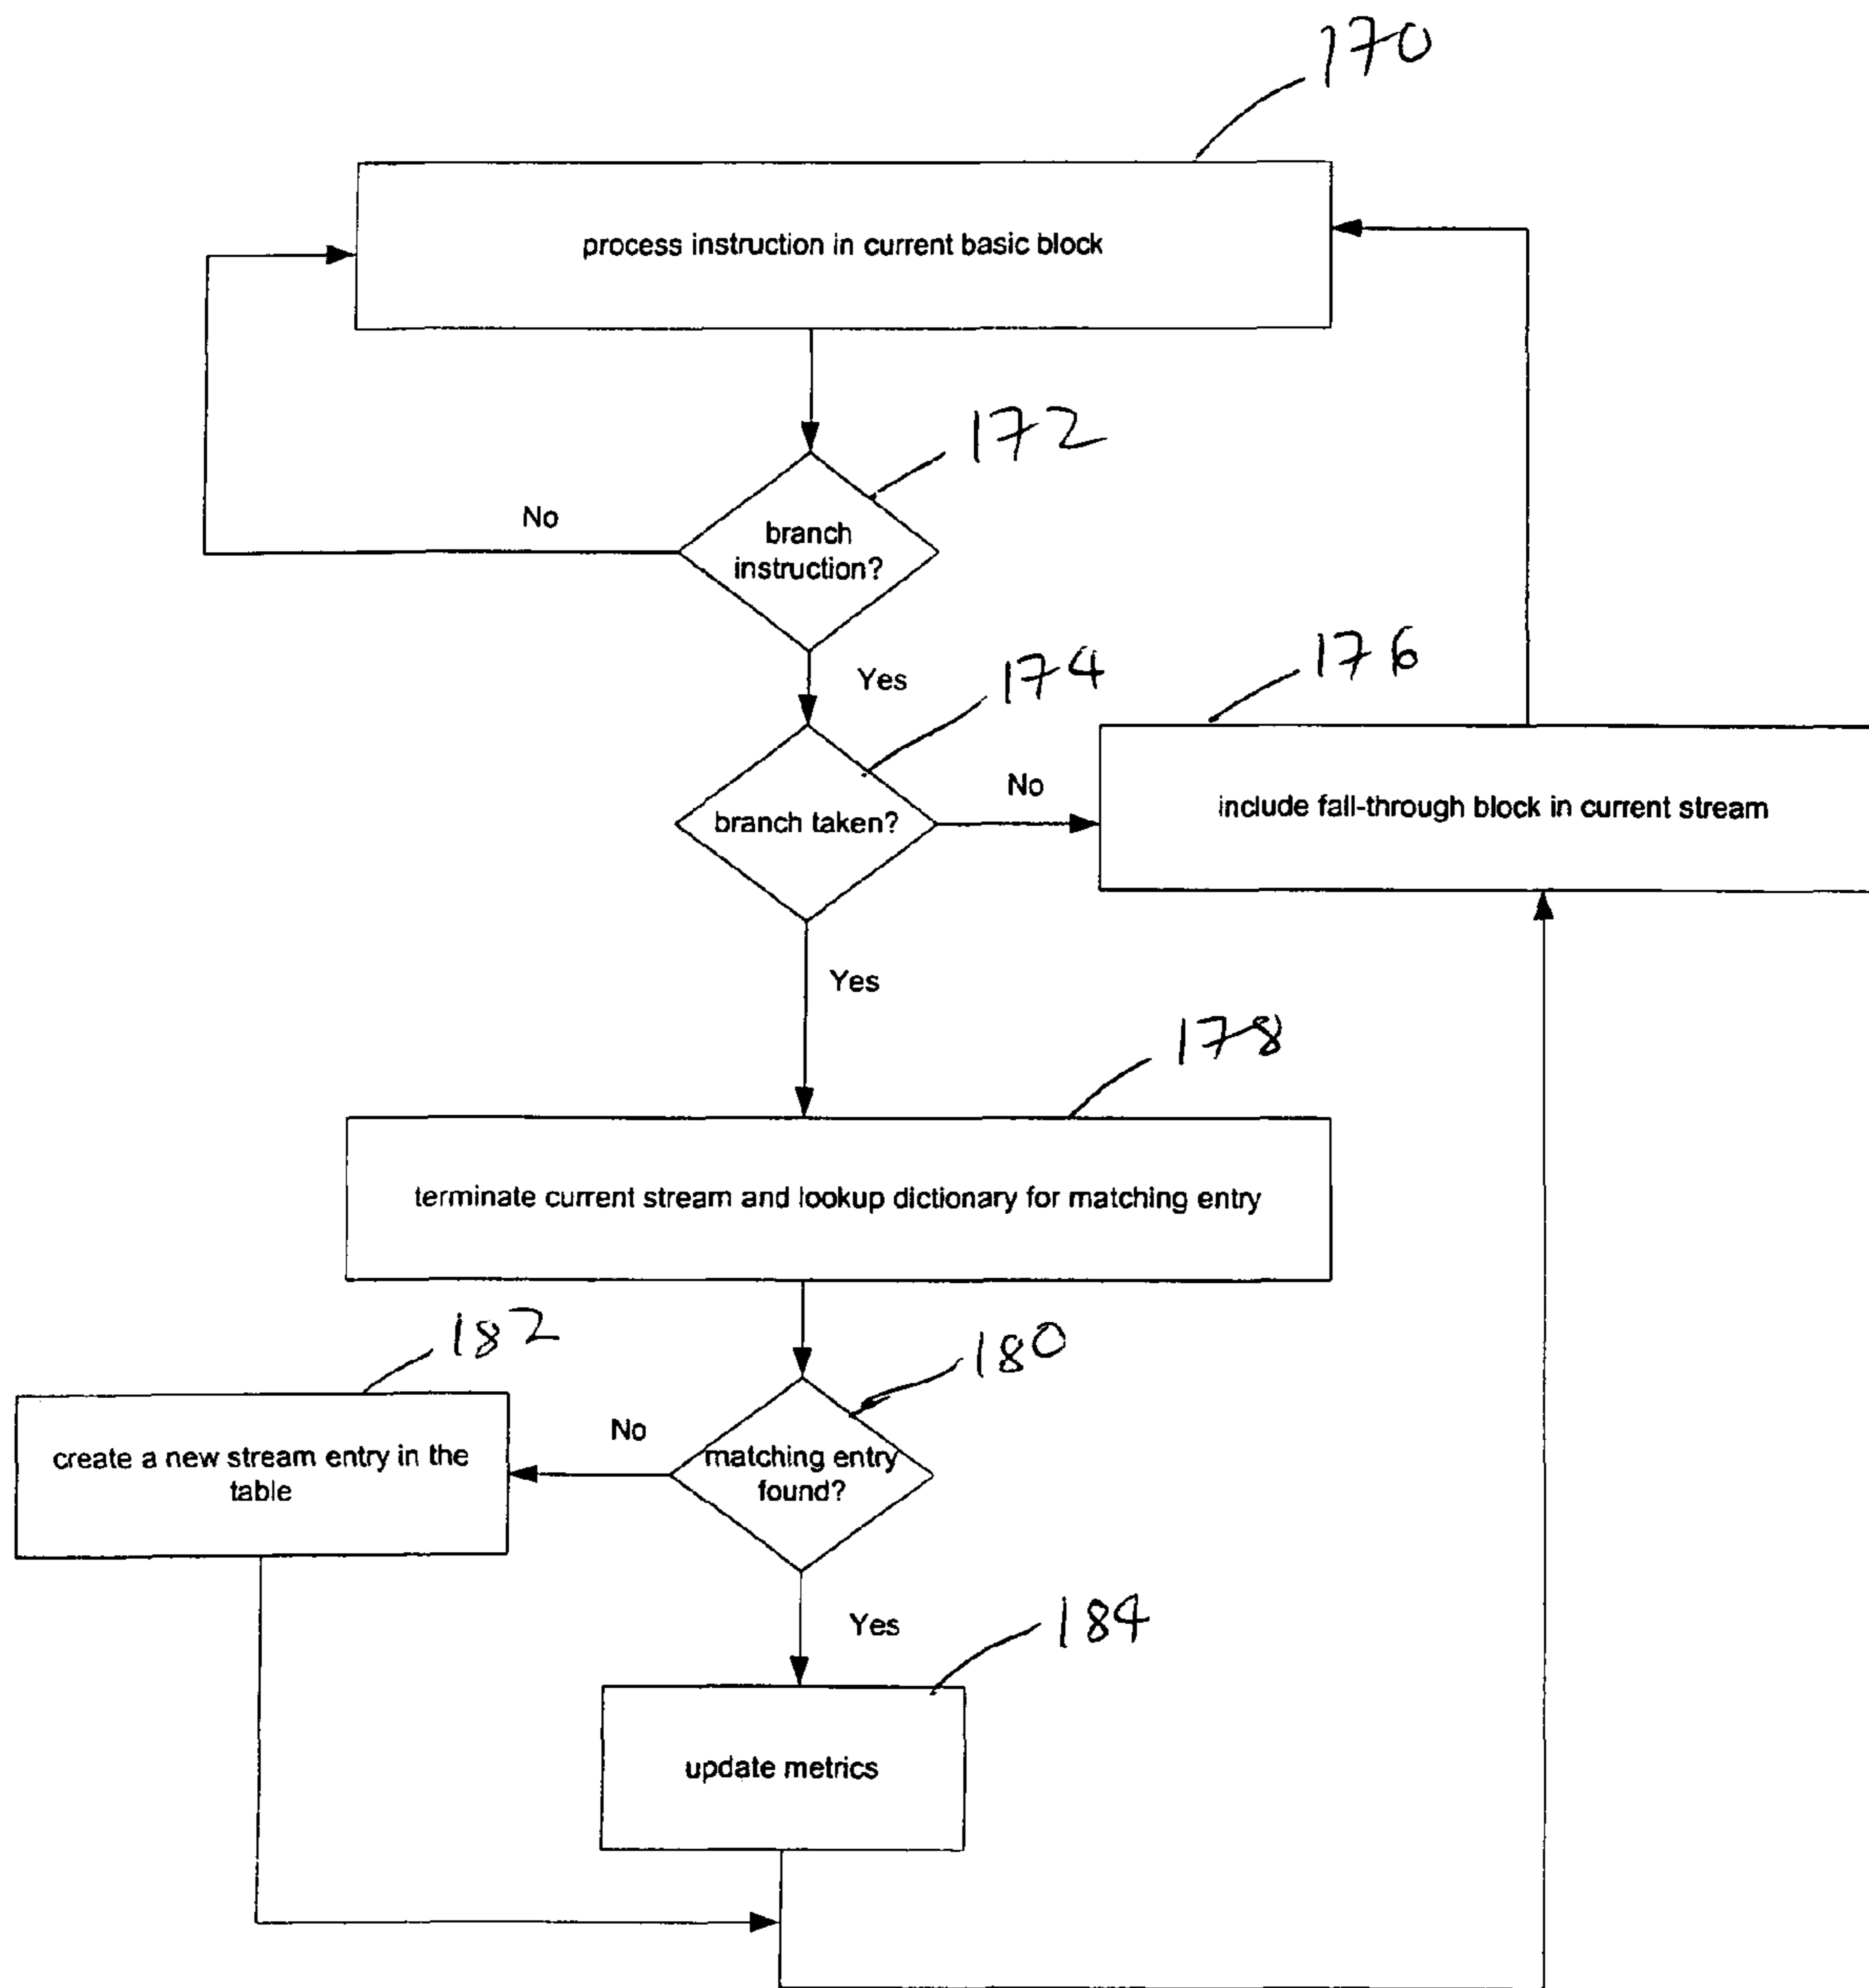 170
process instruction in current basic block
172
No
branch
instruction?
Yes
174
176
No
branch taken?
include fall-through block in current stream
Yes
178
terminate current stream and lookup dictionary for matching entry
182
180
No
create a new stream entry in the
table
matching entry
found?
Yes
184
update metrics